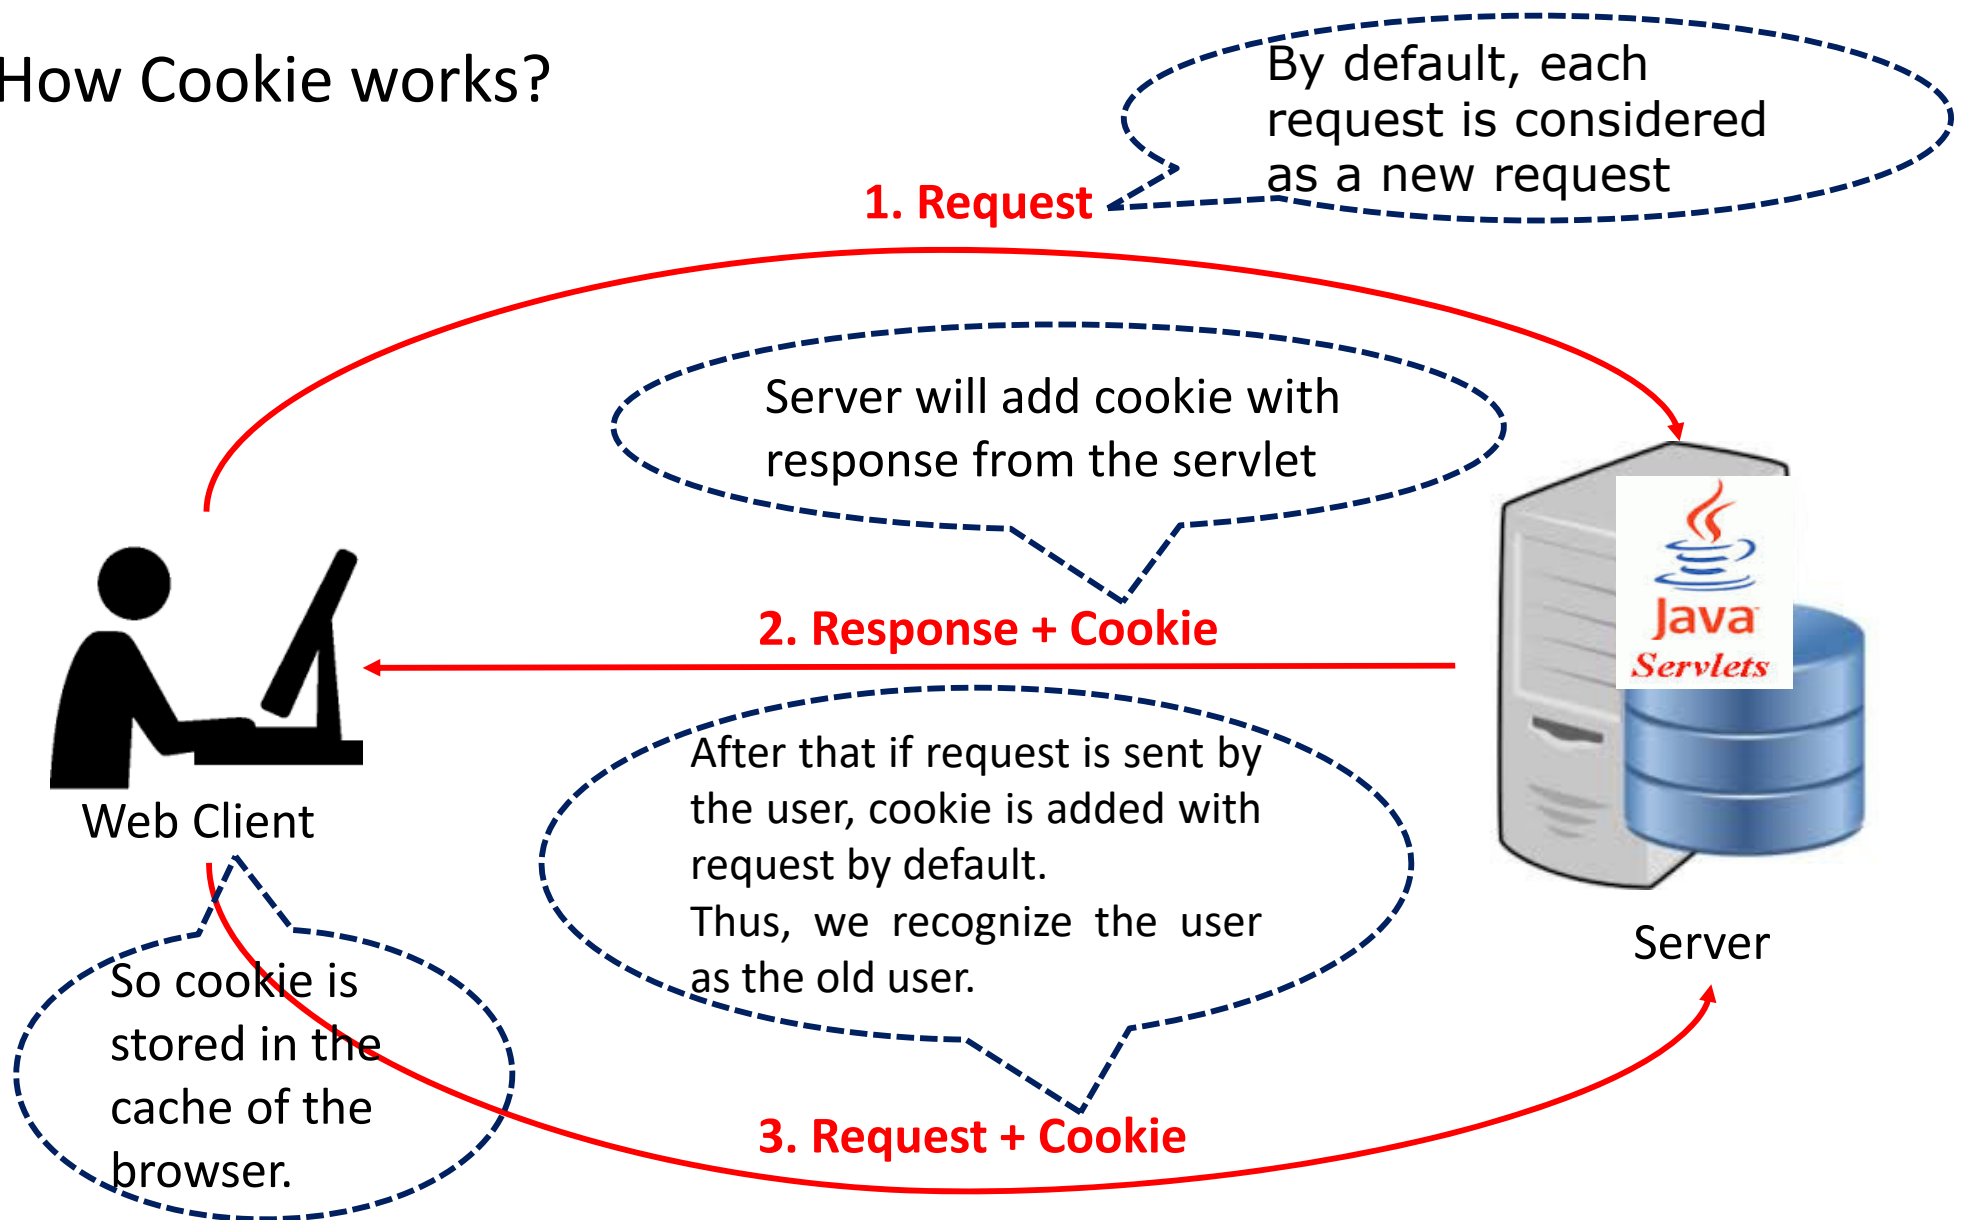 How Cookie works?
By default, each
request is considered
as a new request
1. Request
Server will add cookie with
response from the servlet
2. Response + Cookie
Java
Servlets
After that if request is sent by
the user, cookie is added with
request by default.
Thus, we recognize the user
as the old user.
Web Client
Server
So cookie is
stored in the
cache of the
browser.
3. Request + Cookie